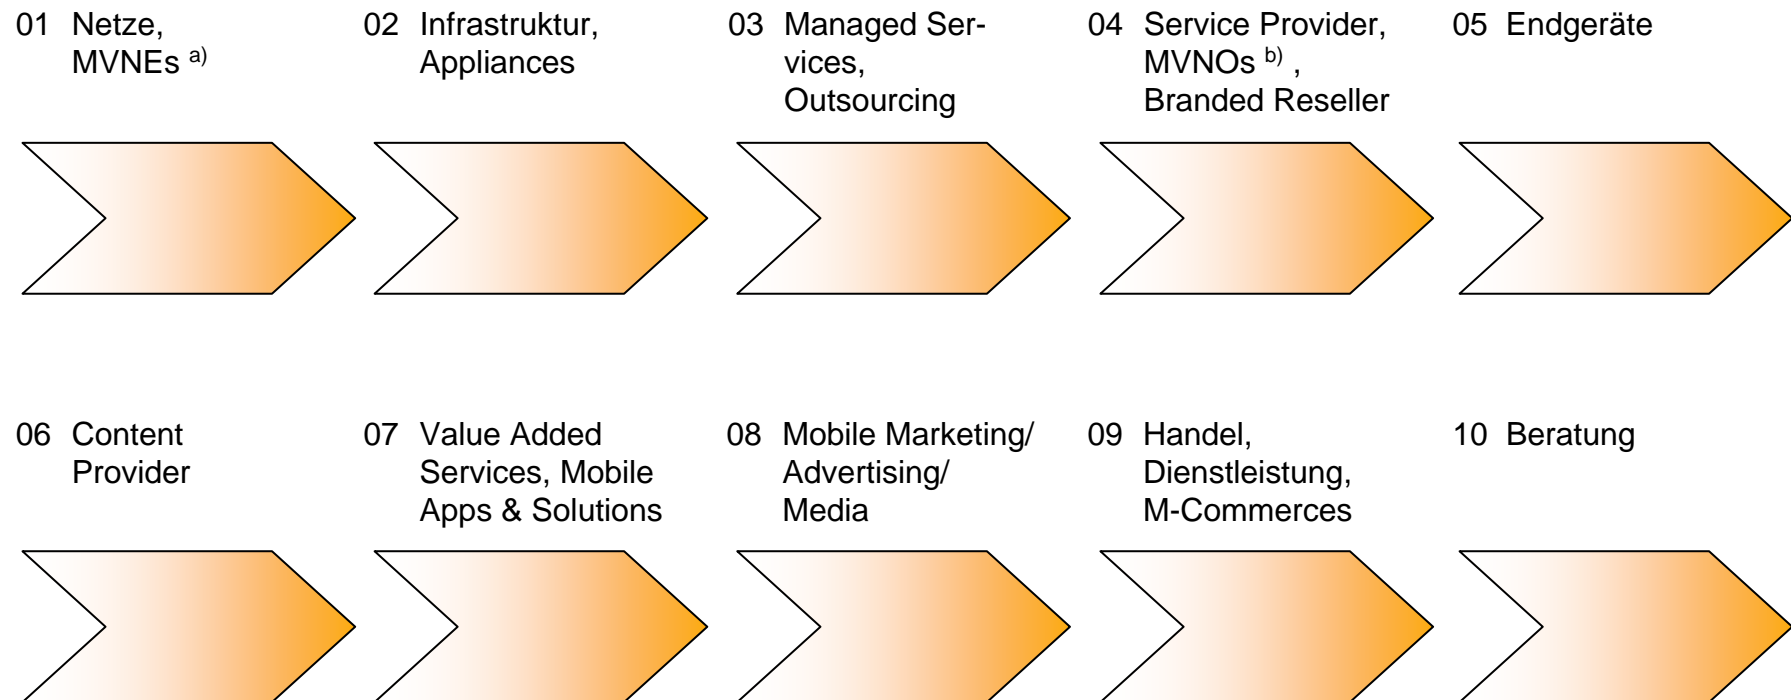 01 Netze,
MVNEs a)
02 Infrastruktur,
Appliances
03 Managed Ser-
vices,
Outsourcing
04 Service Provider,
MVNOs b) ,
Branded Reseller
05 Endgeräte
06 Content
Provider
07 Value Added
Services, Mobile
Apps & Solutions
08 Mobile Marketing/
Advertising/
Media
09 Handel,
Dienstleistung,
M-Commerces
10 Beratung